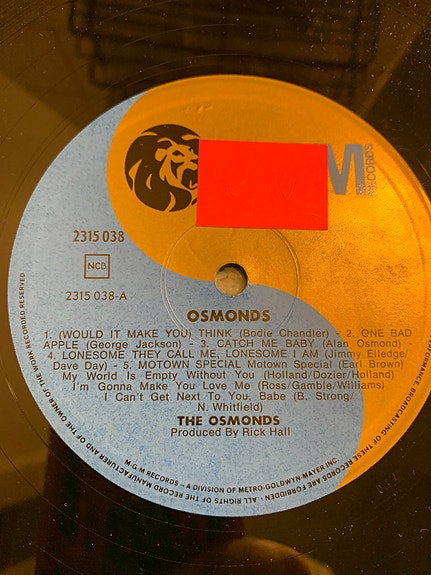 M
RECORDS
2315 038
NCB
2315 038-A
OSMONDS
1. (WOULD IT MAKE YOU) THINK (Bodie Chandler) - 2. ONE BAD
APPLE (George Jackson) - 3. CATCH ME BABY (Alan Osmond) -
4. LONESOME THEY CALL ME, LONESOME I AM (Jimmy Elledge/
Dave Day) - 5. MOTOWN SPECIAL Motown Special (Earl Brown)
My World Is Empty Without You (Holland/Dozier/Holland)
I'm Gonna Make You Love Me (Ross/Gamble/Williams)
I Can't Get Next To You, Babe (B. Strong/
N. Whitfield)
THE OSMONDS
Produced By Rick Hall
M-G-M RECORDS – A DIVISION OF METRO-GOLDWYN-MAYER INC.
PERFORMANCE BROADCASTING OF THESE RECORDS ARE FORBIDEN - ALL RIGHTS OF THE RECORD MANUFACTURER AND OF THE OWNER OF THE WORK RECORDED RESERVED